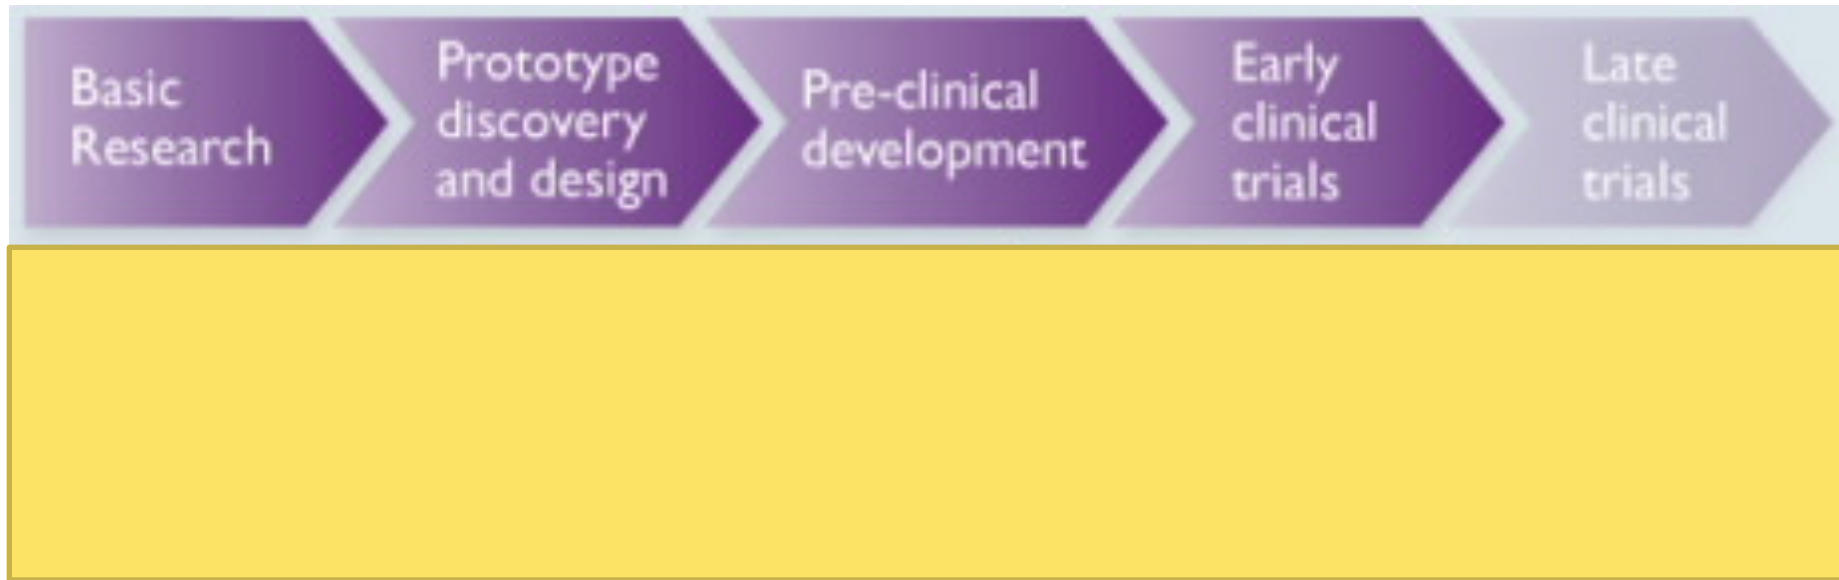 Basic
Research
Prototype
discovery
and design
Pre-clinical
development
Early
clinical
trials
Late
clinical
trials